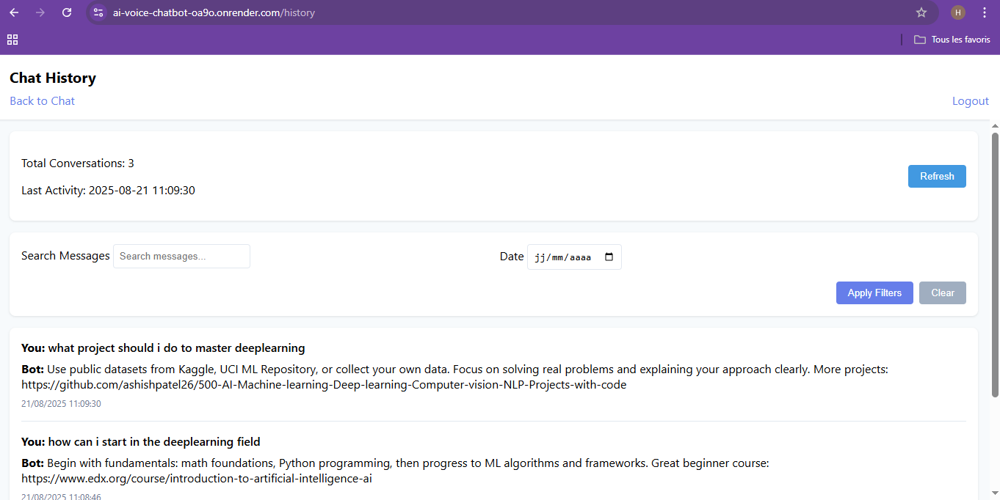 ai-voice-chatbot-oa9o.onrender.com/history
H
Tous les favoris
Chat History
Back to Chat
Logout
Total Conversations: 3
Last Activity: 2025-08-21 11:09:30
Refresh
Search Messages
Search messages...
Date
jj/mm/aaaa
Apply Filters
Clear
You: what project should i do to master deeplearning
Bot: Use public datasets from Kaggle, UCI ML Repository, or collect your own data. Focus on solving real problems and explaining your approach clearly. More projects:
https://github.com/ashishpatel26/500-AI-Machine-learning-Deep-learning-Computer-vision-NLP-Projects-with-code
21/08/2025 11:09:30
You: how can i start in the deeplearning field
Bot: Begin with fundamentals: math foundations, Python programming, then progress to ML algorithms and frameworks. Great beginner course:
https://www.edx.org/course/introduction-to-artificial-intelligence-ai
21/08/2025 11:08:46